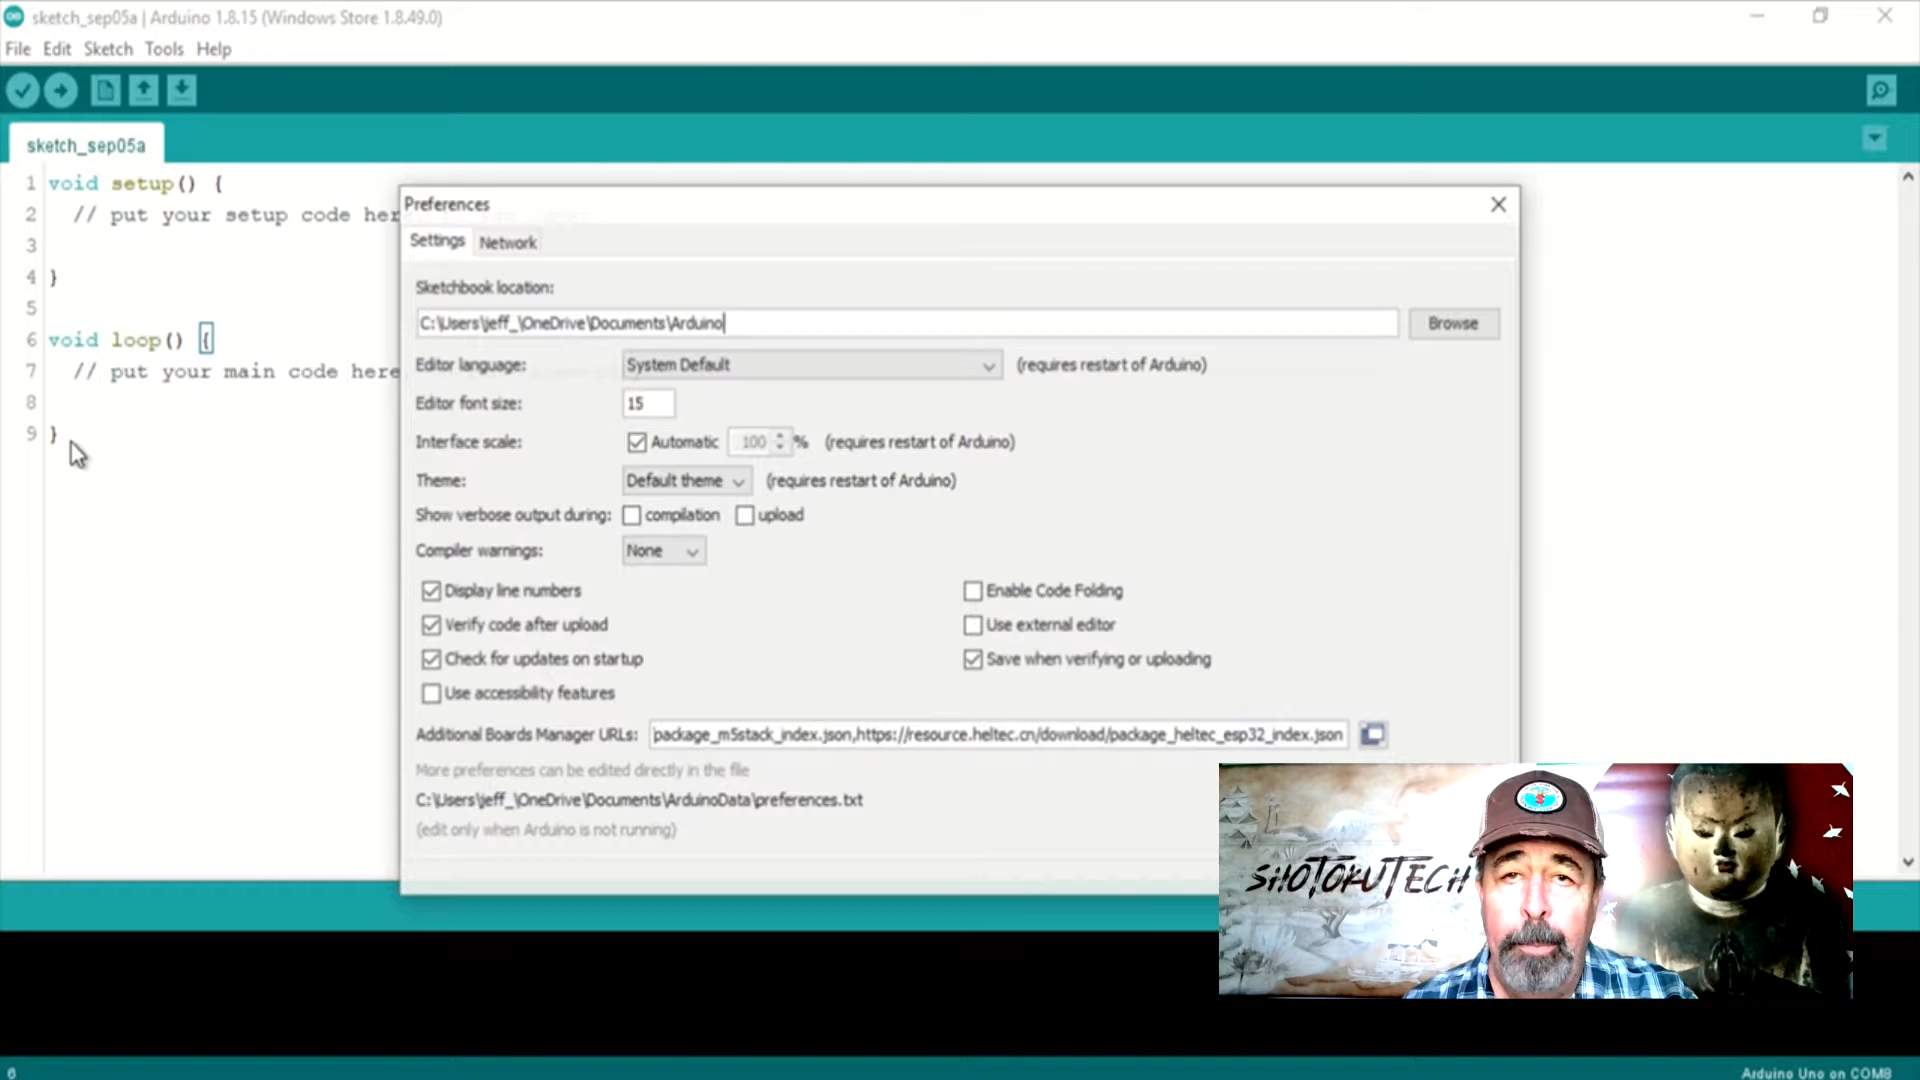 sketch_sep05a | Arduino 1.8.15 (Windows Store 1.8.49.0)
File Edit Sketch Tools Help
sketch_sep05a
1 void setup() {
2 // put your setup code her
3
4 }
5
6 void loop() {
7 // put your main code here
8
9 }
Preferences
Settings Network
Sketchbook location:
C:\Users\jeff_\OneDrive\Documents\Arduino
Browse
Editor language: System Default (requires restart of Arduino)
Editor font size: 15
Interface scale: Automatic 100 % (requires restart of Arduino)
Theme: Default theme (requires restart of Arduino)
Show verbose output during: compilation upload
Compiler warnings: None
Display line numbers Enable Code Folding
Verify code after upload Use external editor
Check for updates on startup Save when verifying or uploading
Use accessibility features
Additional Boards Manager URLs: package_m5stack_index.json,https://resource.heltec.cn/download/package_heltec_esp32_index.json
More preferences can be edited directly in the file
C:\Users\jeff_\OneDrive\Documents\ArduinoData\preferences.txt
(edit only when Arduino is not running)
SHOTOKUTECH
6 Arduino Uno on COM8